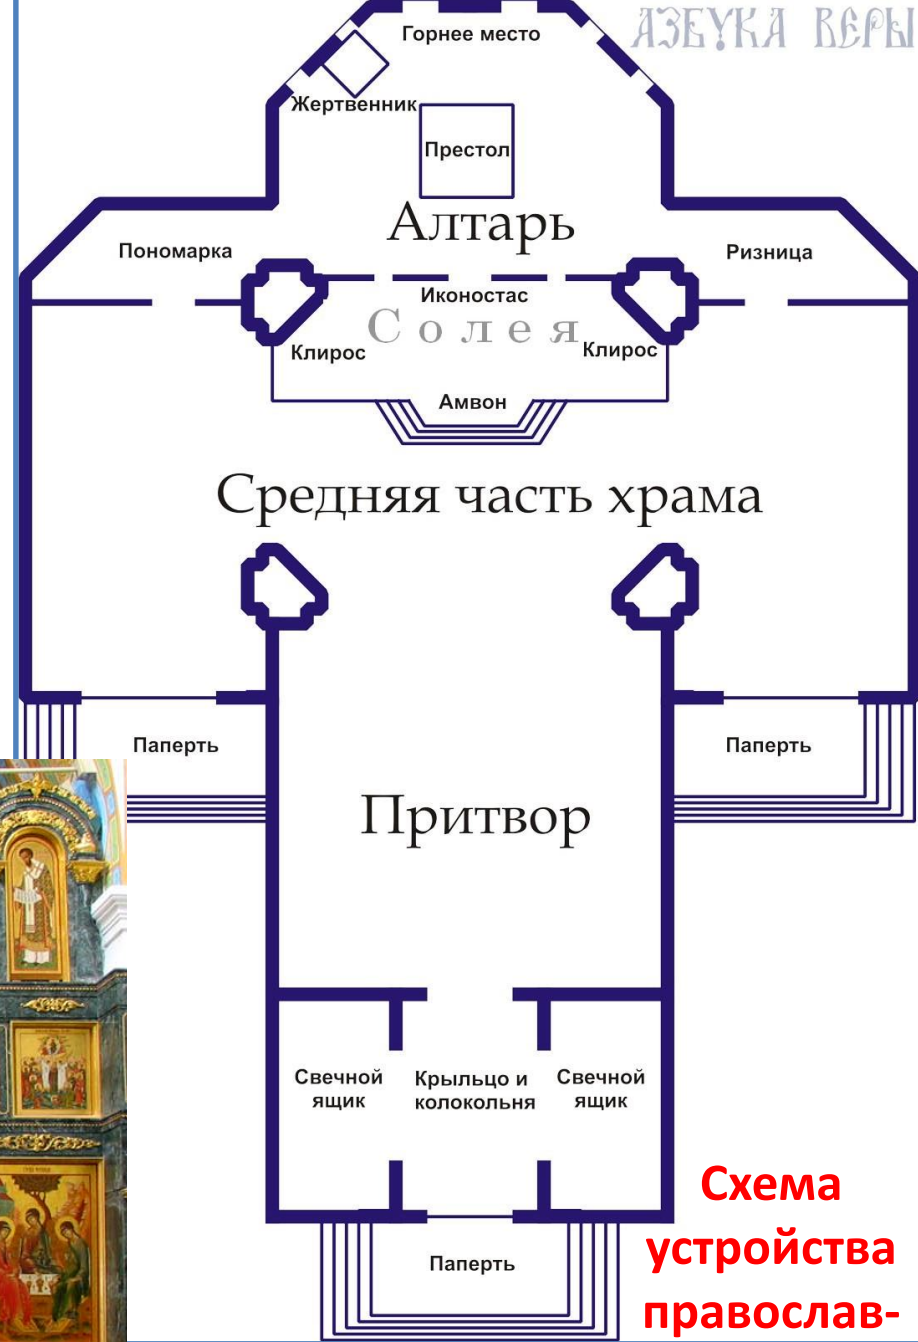 АЗБУКА ВЕРЫ
Горнее место
Жертвенник
Престол
Алтарь
Пономарка
Ризница
Иконостас
Солея
Клирос
Клирос
Амвон
Средняя часть храма
Паперть
Паперть
Притвор
Свечной
ящик
Крыльцо и
колокольня
Свечной
ящик
Паперть
Схема
устройства
православ-